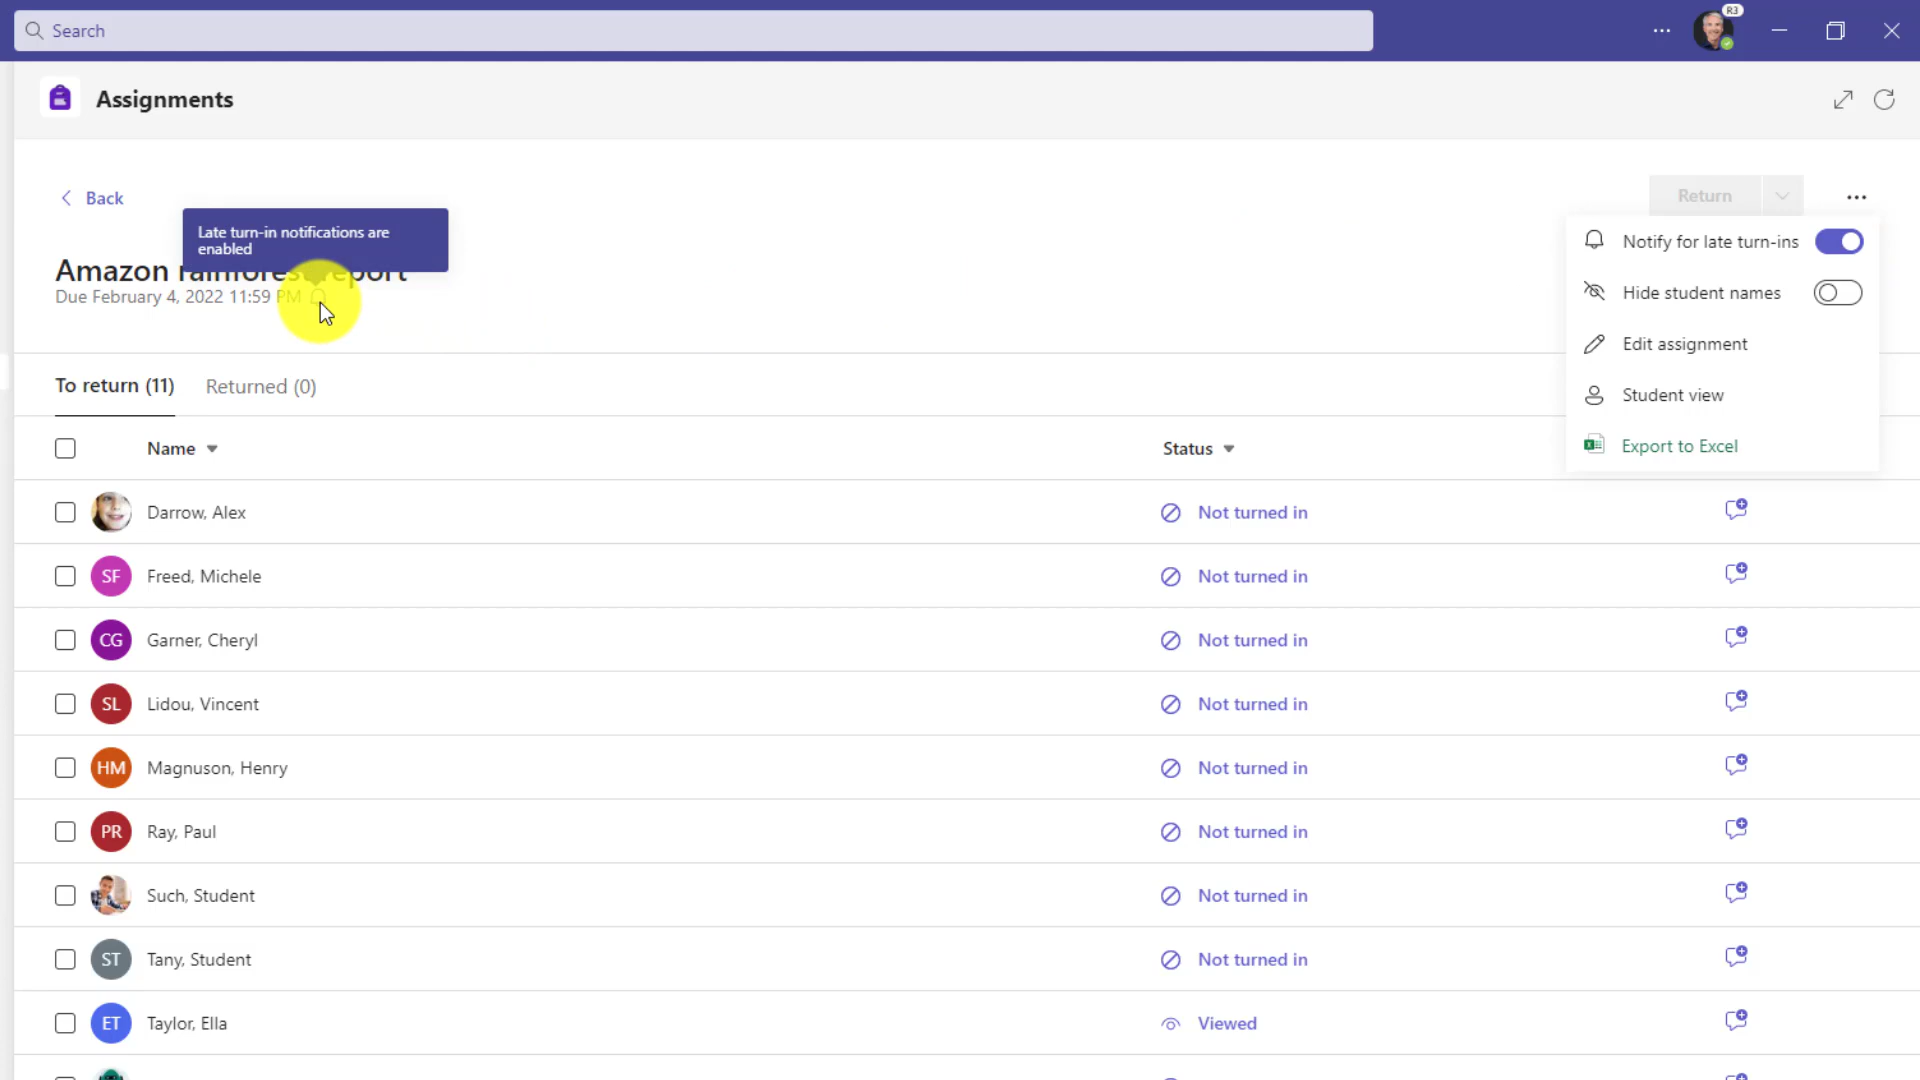 Search
R3
Assignments
Back
Return
Late turn-in notifications are
enabled
Notify for late turn-ins
Amazon rainforest report
Due February 4, 2022 11:59 PM
Hide student names
Edit assignment
To return (11) Returned (0)
Student view
Name Status
Export to Excel
Darrow, Alex Not turned in
SF Freed, Michele Not turned in
CG Garner, Cheryl Not turned in
SL Lidou, Vincent Not turned in
HM Magnuson, Henry Not turned in
PR Ray, Paul Not turned in
Such, Student Not turned in
ST Tany, Student Not turned in
ET Taylor, Ella Viewed